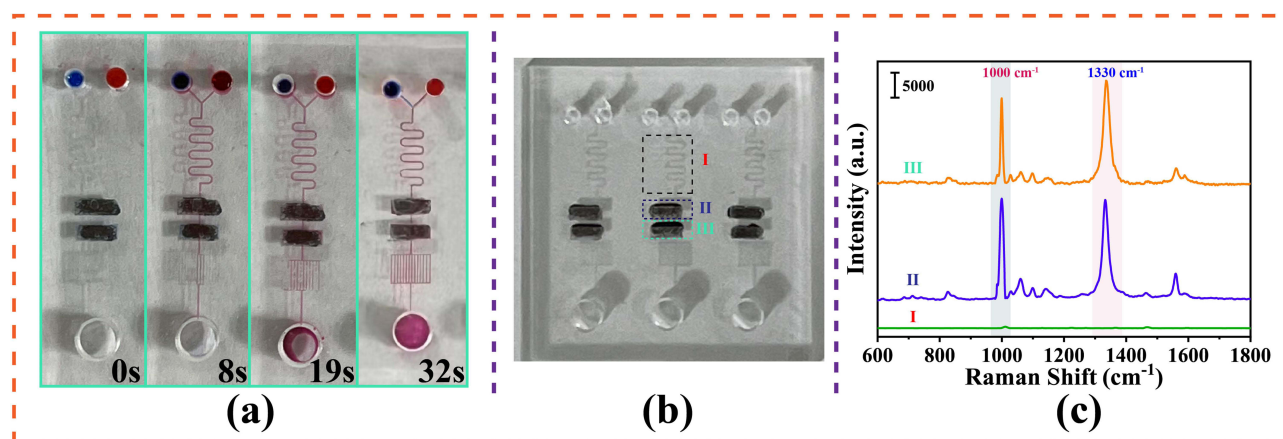 0s
8s
19s
32s
(a)
I
II
III
(b)
5000
1000 cm⁻¹
1330 cm⁻¹
III
II
I
Intensity (a.u.)
600 800 1000 1200 1400 1600 1800
Raman Shift (cm⁻¹)
(c)